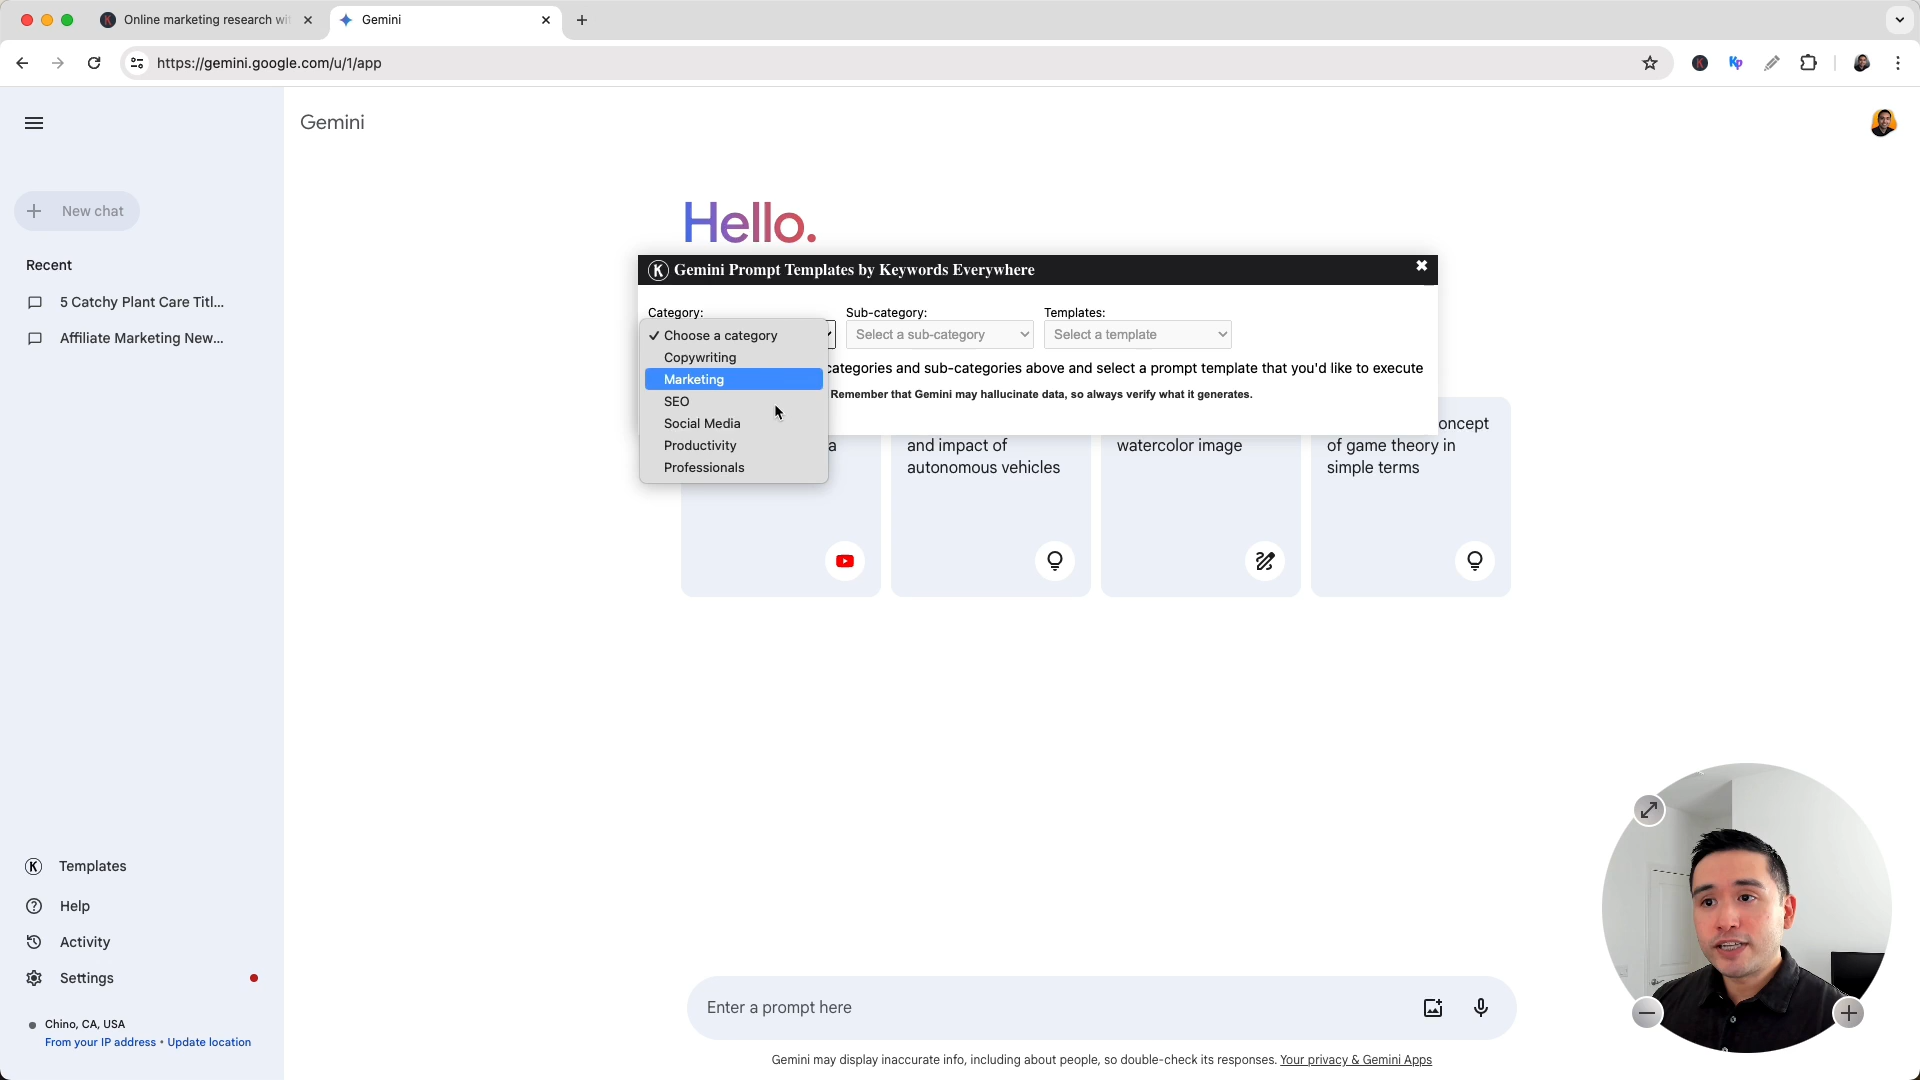 Online marketing research wit
Gemini
https://gemini.google.com/u/1/app
Kp
Gemini
New chat
Recent
5 Catchy Plant Care Titl...
Affiliate Marketing New...
Hello.
K Gemini Prompt Templates by Keywords Everywhere
Category:
Sub-category:
Templates:
Choose a category
Copywriting
Marketing
SEO
Social Media
Productivity
Professionals
Select a sub-category
Select a template
categories and sub-categories above and select a prompt template that you'd like to execute
Remember that Gemini may hallucinate data, so always verify what it generates.
a
and impact of
autonomous vehicles
watercolor image
oncept
of game theory in
simple terms
K Templates
Help
Activity
Settings
Chino, CA, USA
From your IP address • Update location
Enter a prompt here
Gemini may display inaccurate info, including about people, so double-check its responses. Your privacy & Gemini Apps